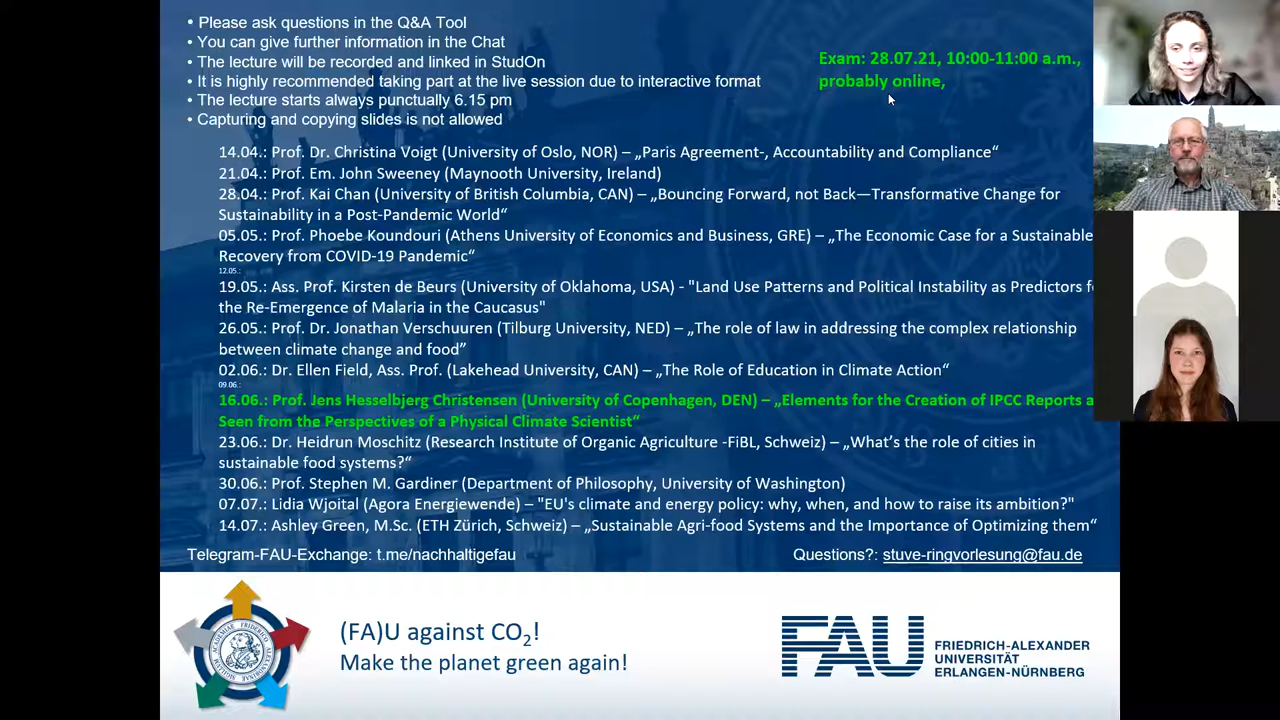 • Please ask questions in the Q&A Tool
• You can give further information in the Chat
• The lecture will be recorded and linked in StudOn
• It is highly recommended taking part at the live session due to interactive format
• The lecture starts always punctually 6.15 pm
• Capturing and copying slides is not allowed
Exam: 28.07.21, 10:00-11:00 a.m.,
probably online,
14.04.: Prof. Dr. Christina Voigt (University of Oslo, NOR) – „Paris Agreement-, Accountability and Compliance“
21.04.: Prof. Em. John Sweeney (Maynooth University, Ireland)
28.04.: Prof. Kai Chan (University of British Columbia, CAN) – „Bouncing Forward, not Back—Transformative Change for
Sustainability in a Post-Pandemic World“
05.05.: Prof. Phoebe Koundouri (Athens University of Economics and Business, GRE) – „The Economic Case for a Sustainable
Recovery from COVID-19 Pandemic“
12.05.:
19.05.: Ass. Prof. Kirsten de Beurs (University of Oklahoma, USA) - "Land Use Patterns and Political Instability as Predictors
the Re-Emergence of Malaria in the Caucasus"
26.05.: Prof. Dr. Jonathan Verschuuren (Tilburg University, NED) – „The role of law in addressing the complex relationship
between climate change and food”
02.06.: Dr. Ellen Field, Ass. Prof. (Lakehead University, CAN) – „The Role of Education in Climate Action“
09.06.:
16.06.: Prof. Jens Hesselbjerg Christensen (University of Copenhagen, DEN) – „Elements for the Creation of IPCC Reports
Seen from the Perspectives of a Physical Climate Scientist“
23.06.: Dr. Heidrun Moschitz (Research Institute of Organic Agriculture -FiBL, Schweiz) – „What’s the role of cities in
sustainable food systems?“
30.06.: Prof. Stephen M. Gardiner (Department of Philosophy, University of Washington)
07.07.: Lidia Wjoital (Agora Energiewende) – "EU's climate and energy policy: why, when, and how to raise its ambition?"
14.07.: Ashley Green, M.Sc. (ETH Zürich, Schweiz) – „Sustainable Agri-food Systems and the Importance of Optimizing them“
Telegram-FAU-Exchange: t.me/nachhaltigefau
Questions?: stuve-ringvorlesung@fau.de
(FA)U against CO2!
Make the planet green again!
FAU
FRIEDRICH-ALEXANDER
UNIVERSITÄT
ERLANGEN-NÜRNBERG